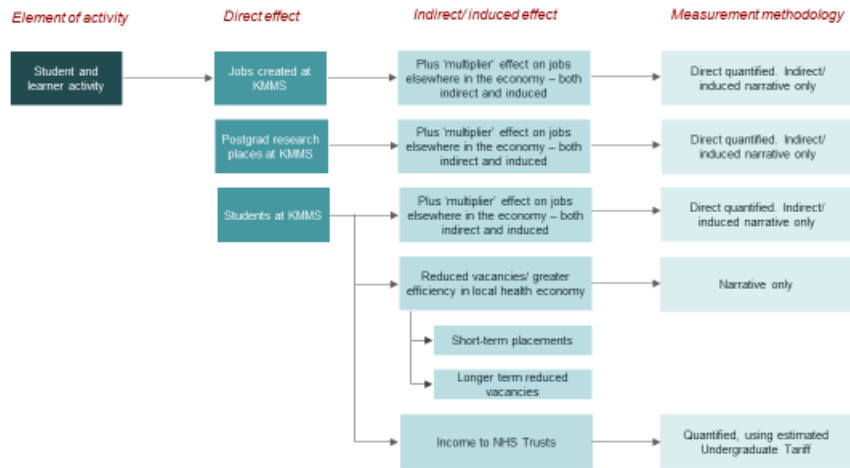 Element of activity
Direct effect
Indirect/ induced effect
Measurement methodology
Student and
learner activity
Jobs created at
KMMS
Plus 'multiplier' effect on jobs
elsewhere in the economy – both
indirect and induced
Direct quantified. Indirect/
induced narrative only
Postgrad research
places at KMMS
Plus 'multiplier' effect on jobs
elsewhere in the economy – both
indirect and induced
Direct quantified. Indirect/
induced narrative only
Students at KMMS
Plus 'multiplier' effect on jobs
elsewhere in the economy – both
indirect and induced
Direct quantified. Indirect/
induced narrative only
Reduced vacancies/ greater
efficiency in local health economy
Narrative only
Short-term placements
Longer term reduced
vacancies
Income to NHS Trusts
Quantified, using estimated
Undergraduate Tariff